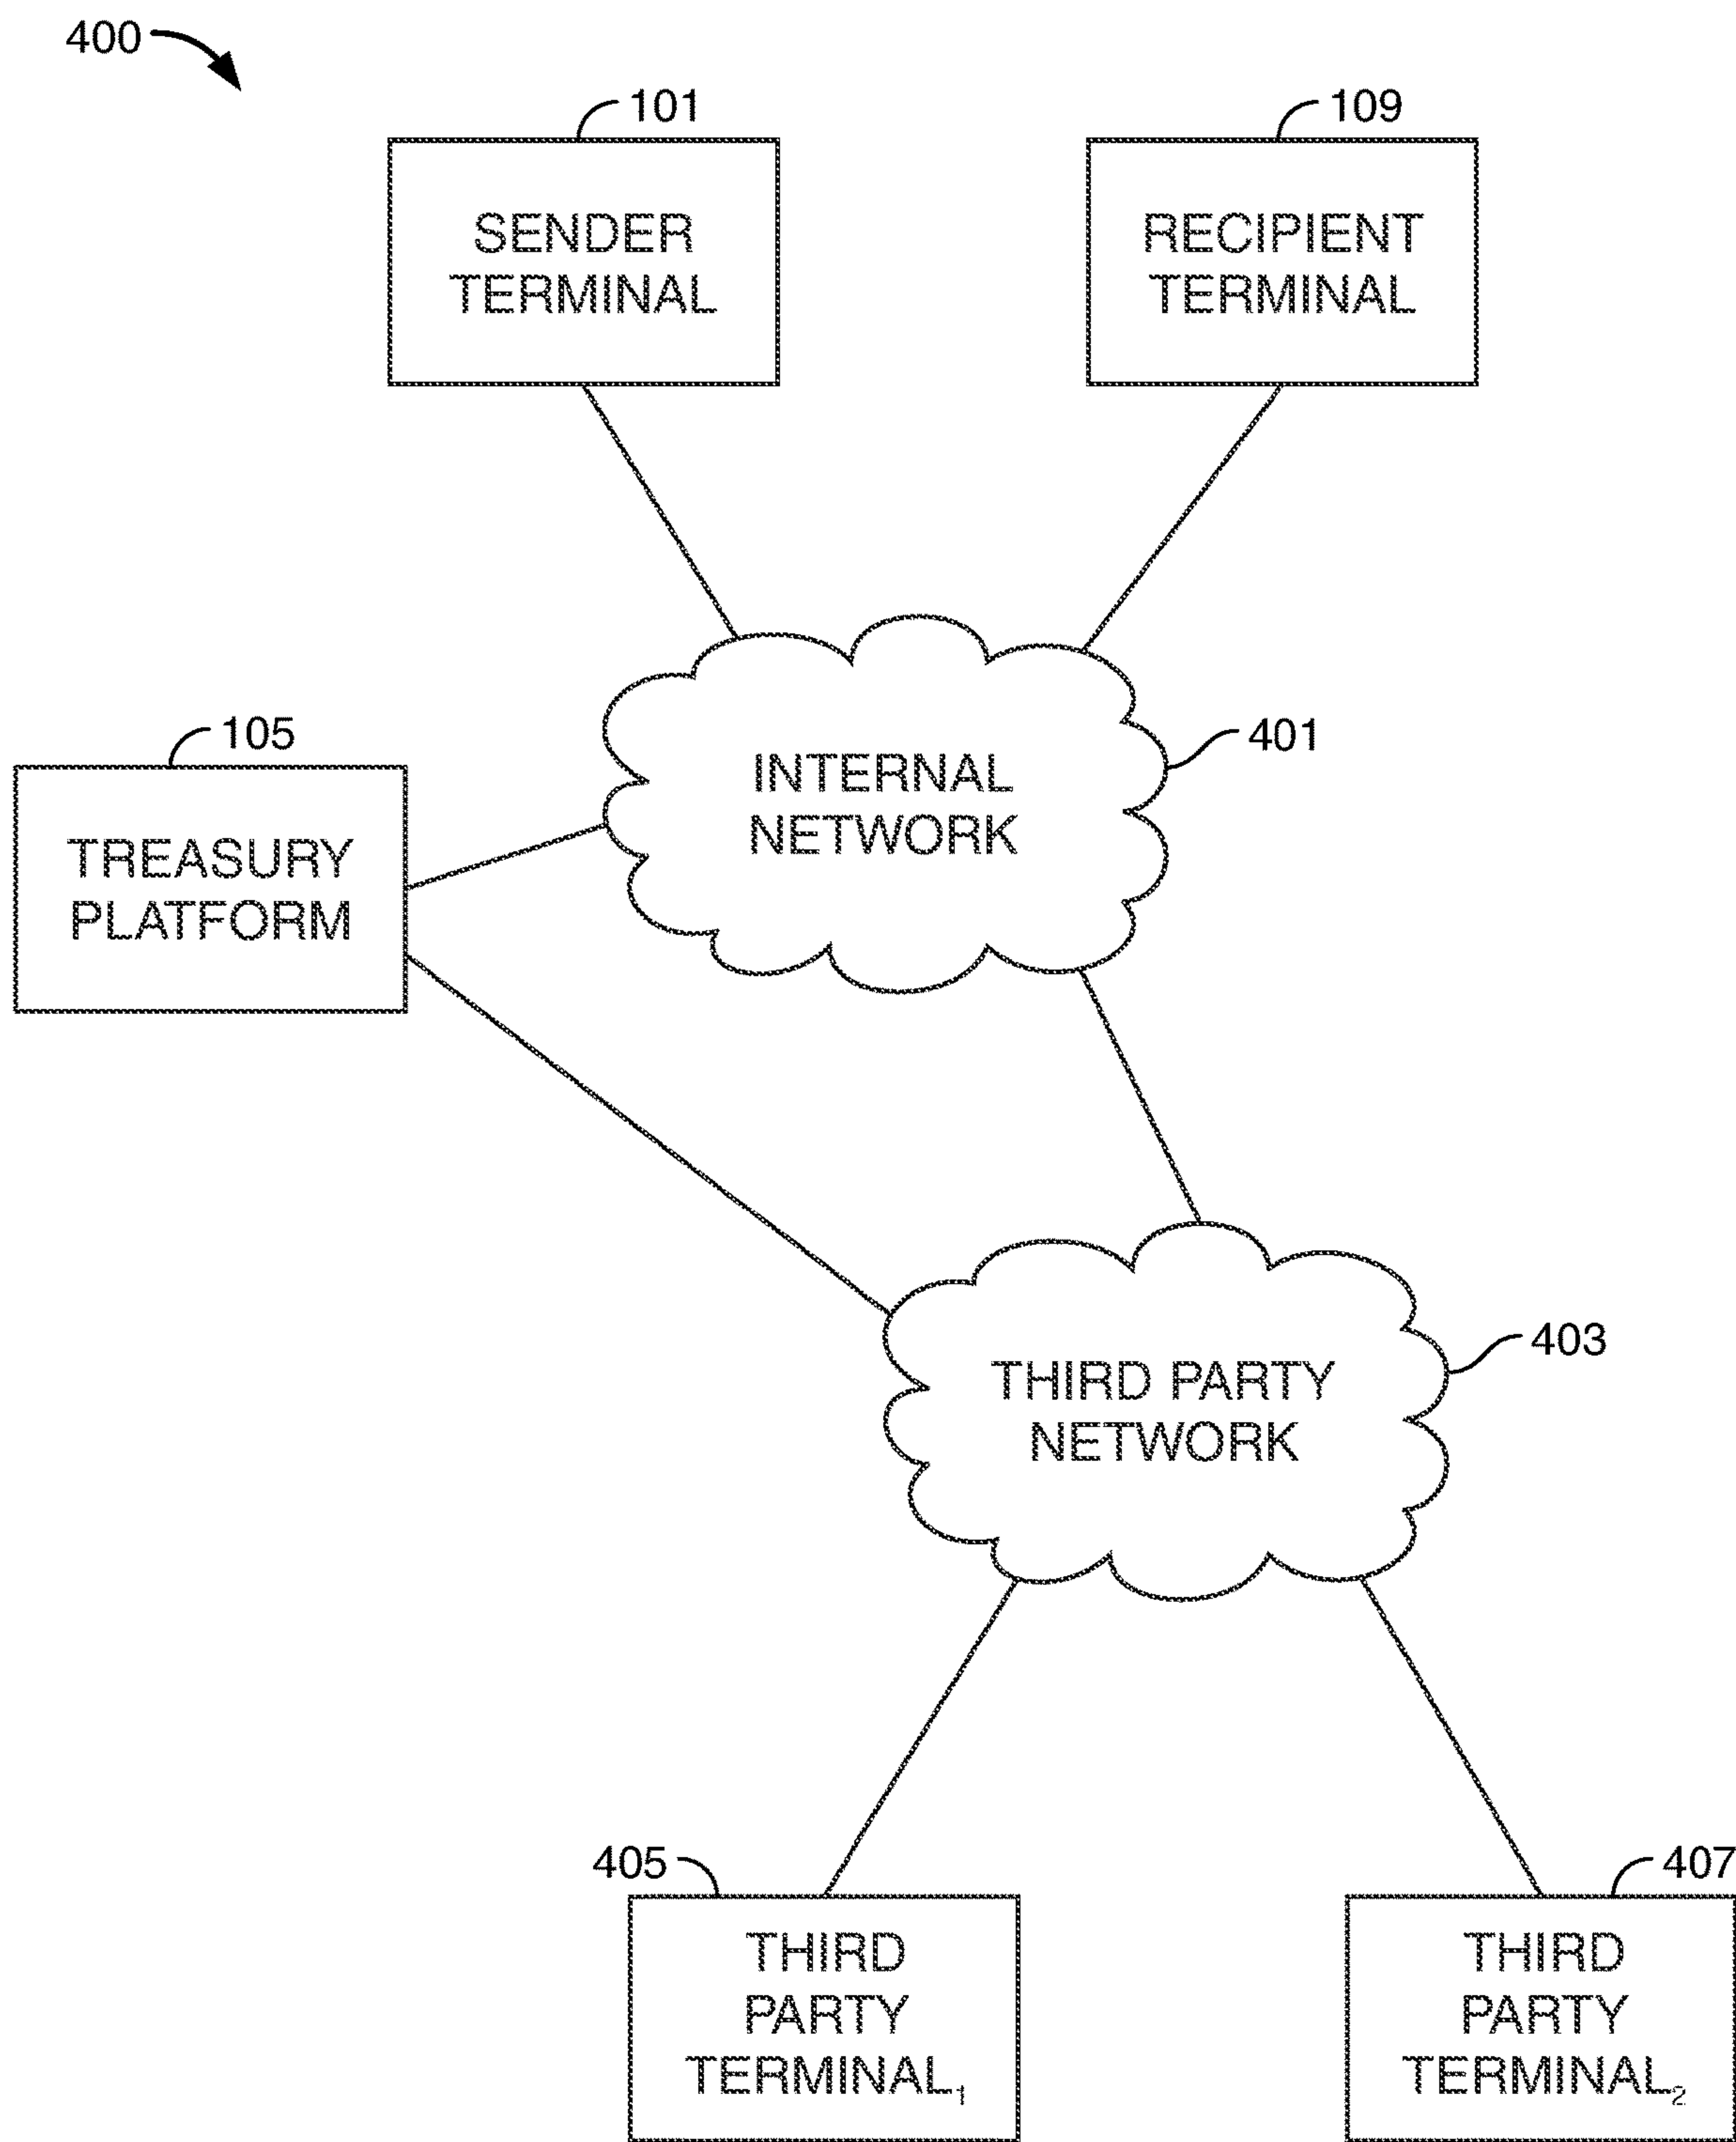 400
101
SENDER
TERMINAL
109
RECIPIENT
TERMINAL
105
TREASURY
PLATFORM
INTERNAL
NETWORK
401
THIRD PARTY
NETWORK
403
405
THIRD
PARTY
TERMINAL₁
407
THIRD
PARTY
TERMINAL₂